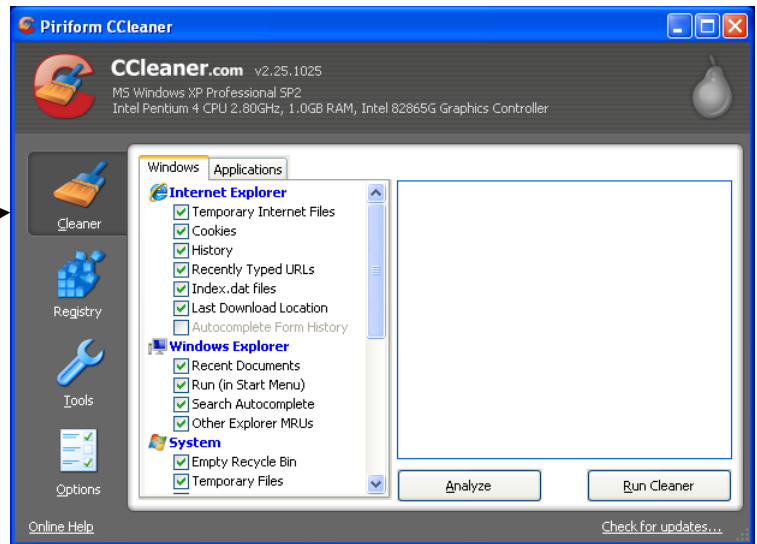 Piriform CCleaner
CCleaner.com v2.25.1025
MS Windows XP Professional SP2
Intel Pentium 4 CPU 2.80GHz, 1.0GB RAM, Intel 82865G Graphics Controller
Cleaner
Registry
Tools
Options
Windows Applications
Internet Explorer
Temporary Internet Files
Cookies
History
Recently Typed URLs
Index.dat files
Last Download Location
Autocomplete Form History
Windows Explorer
Recent Documents
Run (in Start Menu)
Search Autocomplete
Other Explorer MRUs
System
Empty Recycle Bin
Temporary Files
Analyze Run Cleaner
Online Help Check for updates...